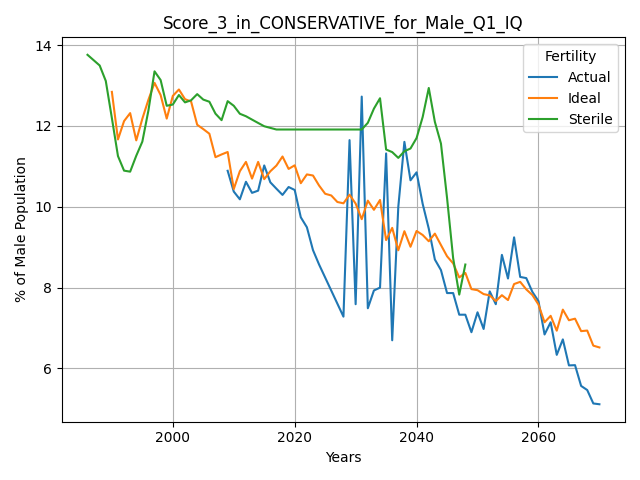 Score_3_in_CONSERVATIVE_for_Male_Q1_IQ
% of Male Population
14
12
10
8
6
2000
2020
2040
2060
Years
Fertility
Actual
Ideal
Sterile